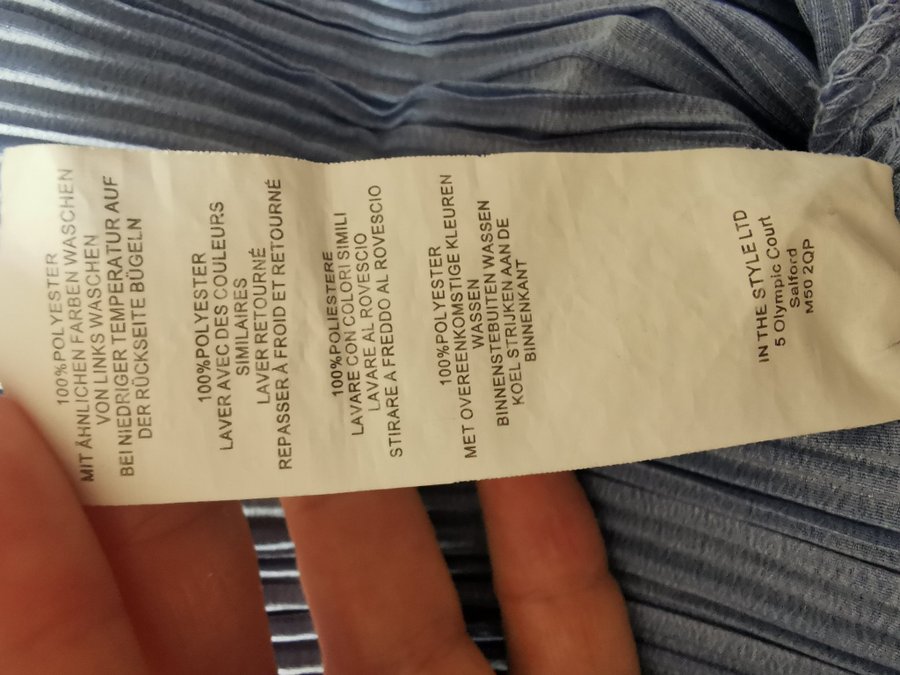 100%POLYESTER
MIT ÄHNLICHEN FARBEN WASCHEN
VON LINKS WASCHEN
BEI NIEDRIGER TEMPERATUR AUF
DER RÜCKSEITE BÜGELN
100%POLYESTER
LAVER AVEC DES COULEURS
SIMILAIRES
LAVER RETOURNÉ
REPASSER À FROID ET RETOURNÉ
100%POLIESTERE
LAVARE CON COLORI SIMILI
LAVARE AL ROVESCIO
STIRARE A FREDDO AL ROVESCIO
100%POLYESTER
MET OVEREENKOMSTIGE KLEUREN
WASSEN
BINNENSTEBUITEN WASSEN
KOEL STRIJKEN AAN DE
BINNENKANT
IN THE STYLE LTD
5 Olympic Court
Salford
M50 2QP